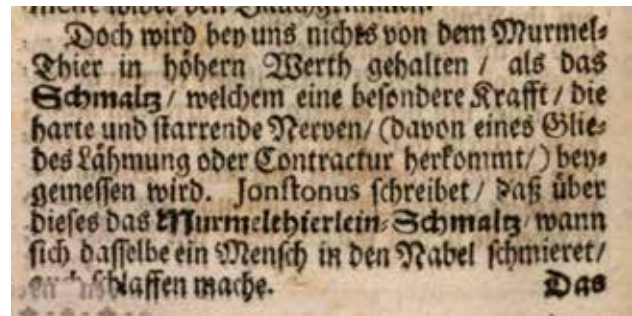 wider den
Doch wird bey uns nichts von dem Murmel⸗
Thier in höhern Werth gehalten / als das
Schmaltz / welchem eine besondere Krafft / die
harte und starrende Nerven / (davon eines Glie⸗
des Lähmung oder Contractur herkommt /) bey⸗
gemessen wird. Jonstonus schreibet / daß über
dieses das Murmelthierlein⸗Schmaltz wann
sich dasselbe ein Mensch in den Nabel schmieret /
schlaffen mache. Das